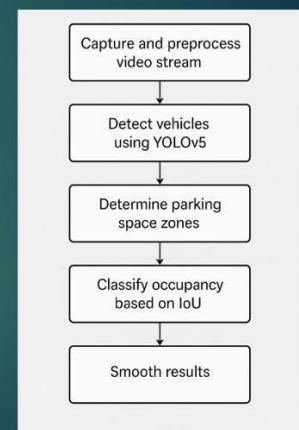 Capture and preprocess
video stream
Detect vehicles
using YOLOv5
Determine parking
space zones
Classify occupancy
based on IoU
Smooth results